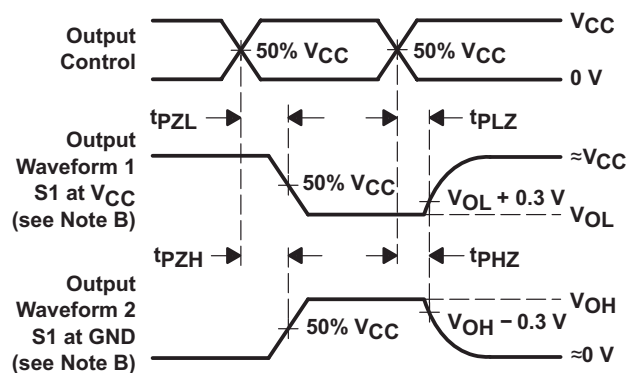 Output
Control
50% VCC
50% VCC
VCC
0 V
tPZL
tPLZ
Output
Waveform 1
S1 at VCC
(see Note B)
50% VCC
≈VCC
VOL + 0.3 V
VOL
tPZH
tPHZ
Output
Waveform 2
S1 at GND
(see Note B)
50% VCC
VOH
VOH − 0.3 V
≈0 V